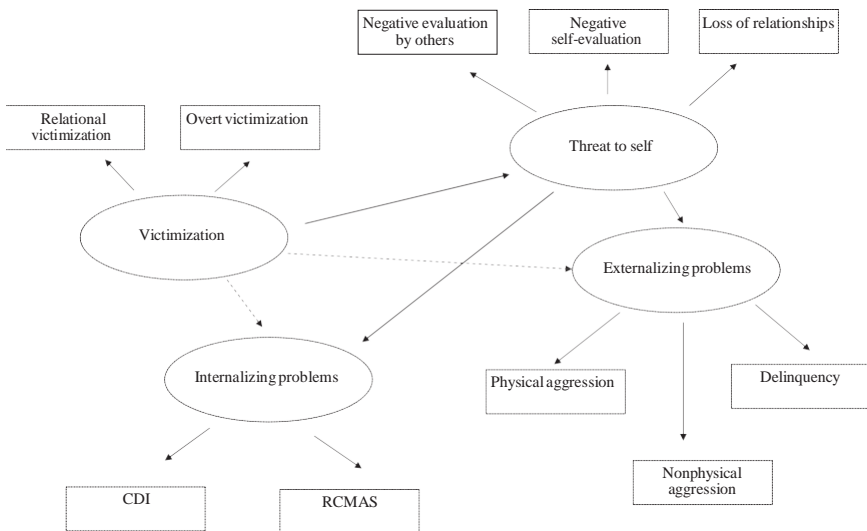 Negative evaluation
by others
Negative
self-evaluation
Loss of relationships
Relational
victimization
Overt victimization
Threat to self
Victimization
Externalizing problems
Internalizing problems
Physical aggression
Delinquency
Nonphysical
aggression
CDI
RCMAS